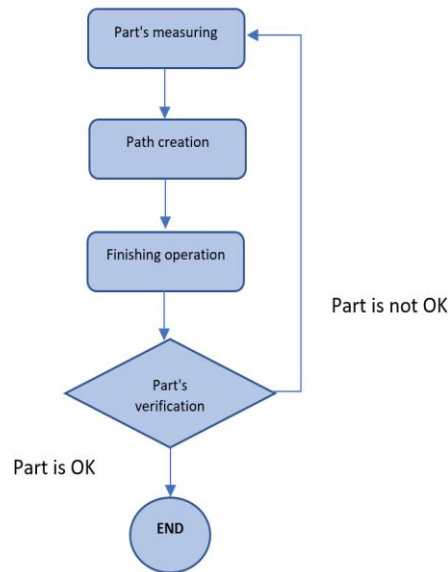 Part's measuring
Path creation
Finishing operation
Part is not OK
Part's
verification
Part is OK
END